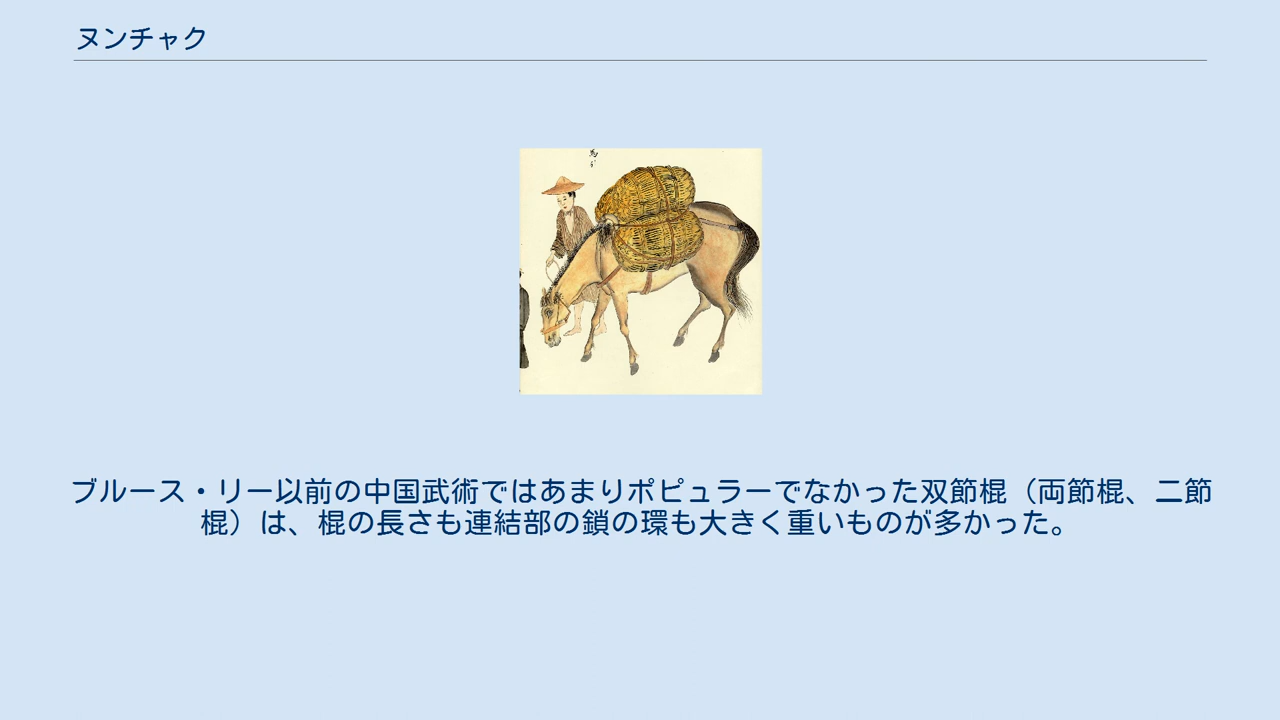 ヌンチャク
ブルース・リー以前の中国武術ではあまりポピュラーでなかった双節棍（両節棍、二節
棍）は、棍の長さも連結部の鎖の環も大きく重いものが多かった。